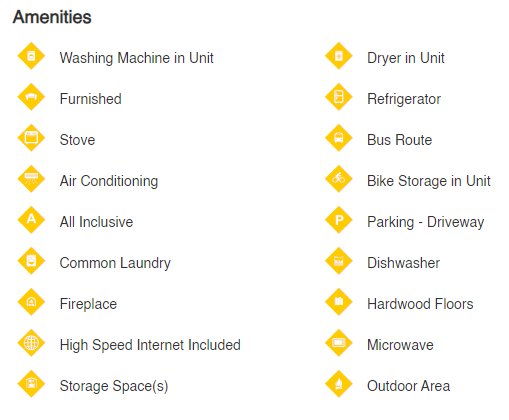 Amenities
Washing Machine in Unit
Dryer in Unit
Furnished
Refrigerator
Stove
Bus Route
Air Conditioning
Bike Storage in Unit
A All Inclusive
P Parking - Driveway
Common Laundry
Dishwasher
Fireplace
Hardwood Floors
High Speed Internet Included
Microwave
Storage Space(s)
Outdoor Area